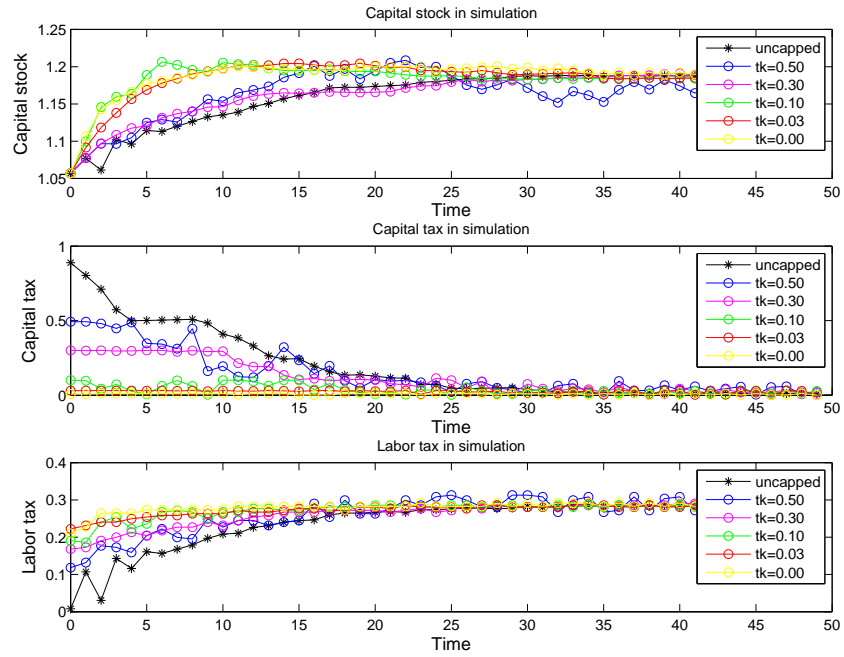 Capital stock in simulation
Capital stock
1.25
1.2
1.15
1.1
1.05
0 5 10 15 20 25 30 35 40 45 50
Time
uncapped
tk=0.50
tk=0.30
tk=0.10
tk=0.03
tk=0.00
Capital tax in simulation
Capital tax
1
0.5
0
0 5 10 15 20 25 30 35 40 45 50
Time
uncapped
tk=0.50
tk=0.30
tk=0.10
tk=0.03
tk=0.00
Labor tax in simulation
Labor tax
0.4
0.3
0.2
0.1
0
0 5 10 15 20 25 30 35 40 45 50
Time
uncapped
tk=0.50
tk=0.30
tk=0.10
tk=0.03
tk=0.00